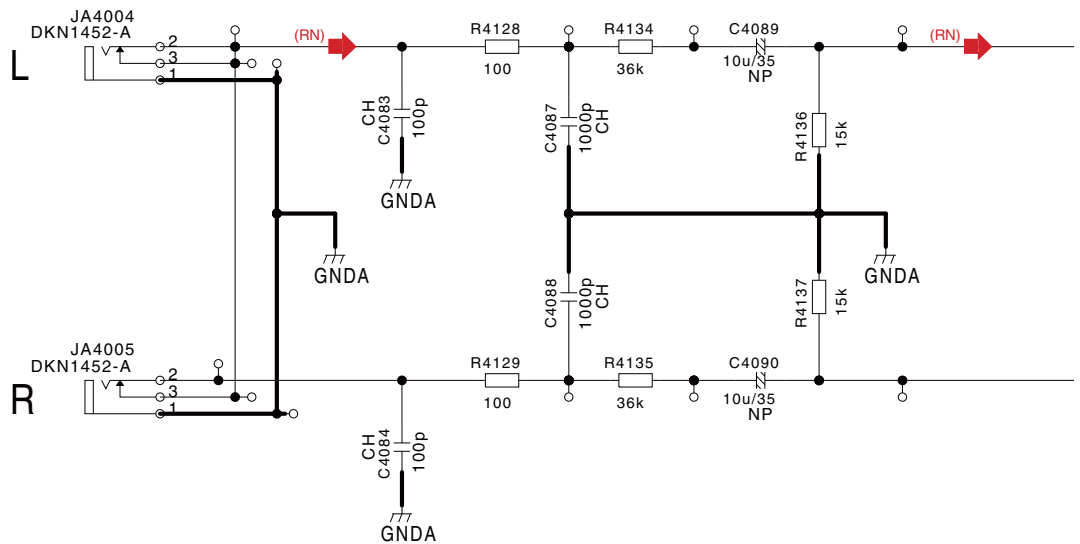 JA4004
DKN1452-A
L
2
3
1
(RN)
CH
C4083
100p
GNDA
R4128
100
C4087
1000p
CH
R4134
36k
C4089
10u/35
NP
R4136
15k
(RN)
GNDA
GNDA
C4088
1000p
CH
R4137
15k
JA4005
DKN1452-A
R
2
3
1
CH
C4084
100p
GNDA
R4129
100
R4135
36k
C4090
10u/35
NP